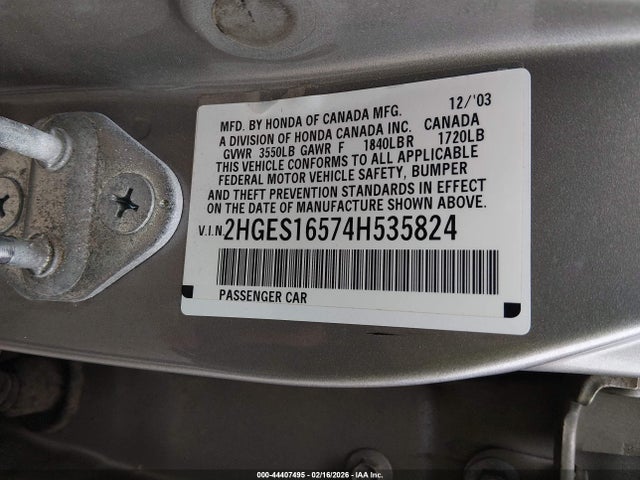 MFD. BY HONDA OF CANADA MFG. 12/'03
A DIVISION OF HONDA CANADA INC. CANADA
GVWR 3550LB GAWR F 1840LB R 1720LB
THIS VEHICLE CONFORMS TO ALL APPLICABLE
FEDERAL MOTOR VEHICLE SAFETY, BUMPER
AND THEFT PREVENTION STANDARDS IN EFFECT
ON THE DATE OF MANUFACTURE SHOWN ABOVE.
V.I.N. 2HGES16574H535824
PASSENGER CAR
000-44407495 - 02/16/2026 - IAA Inc.